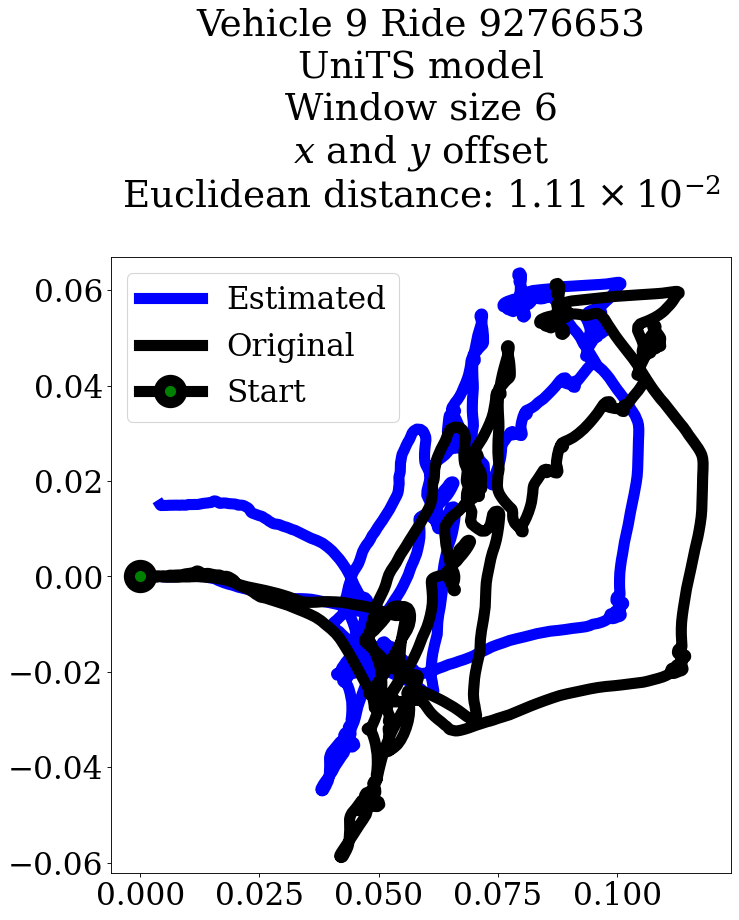 Vehicle 9 Ride 9276653
UniTS model
Window size 6
x and y offset
Euclidean distance: 1.11 × 10⁻²
Estimated
Original
Start
0.06
0.04
0.02
0.00
−0.02
−0.04
−0.06
0.000 0.025 0.050 0.075 0.100